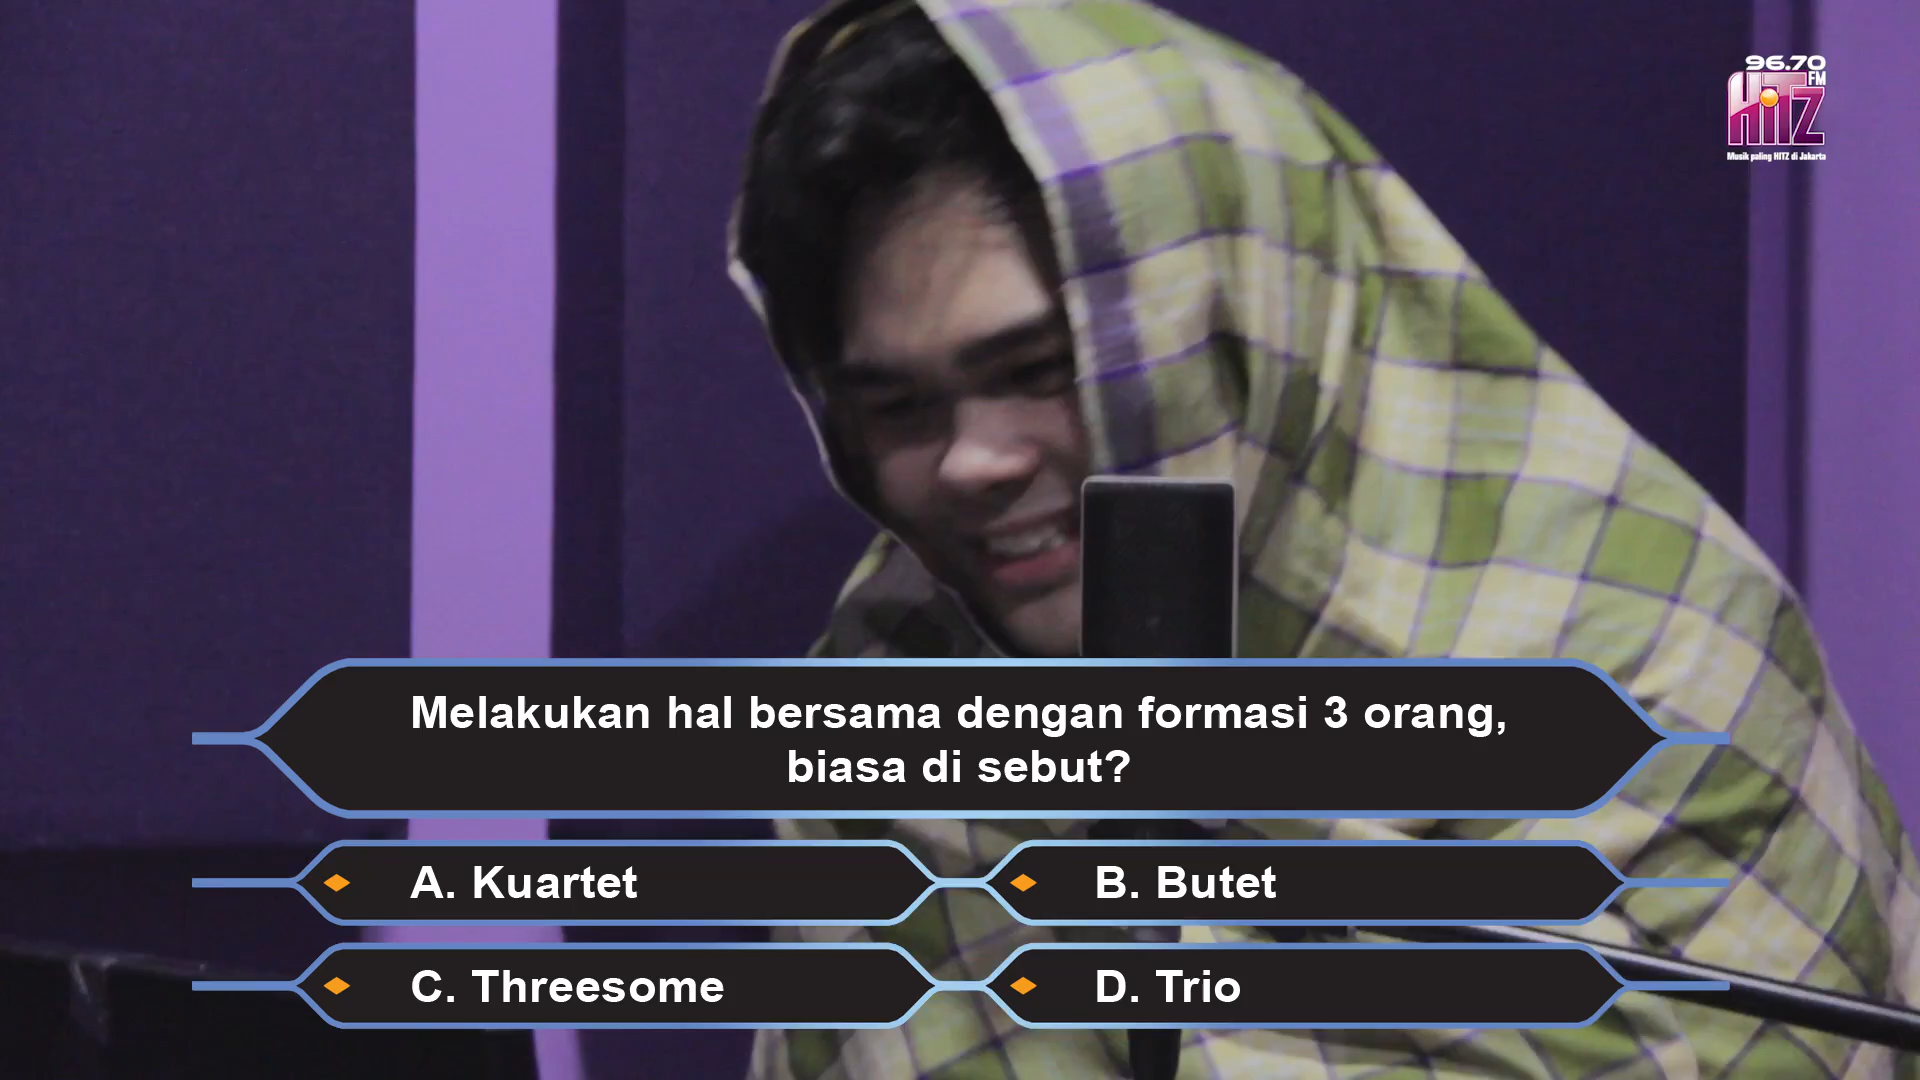 96.70
FM
HiTZ
Musik paling HITZ di Jakarta
Melakukan hal bersama dengan formasi 3 orang,
biasa di sebut?
A. Kuartet
B. Butet
C. Threesome
D. Trio